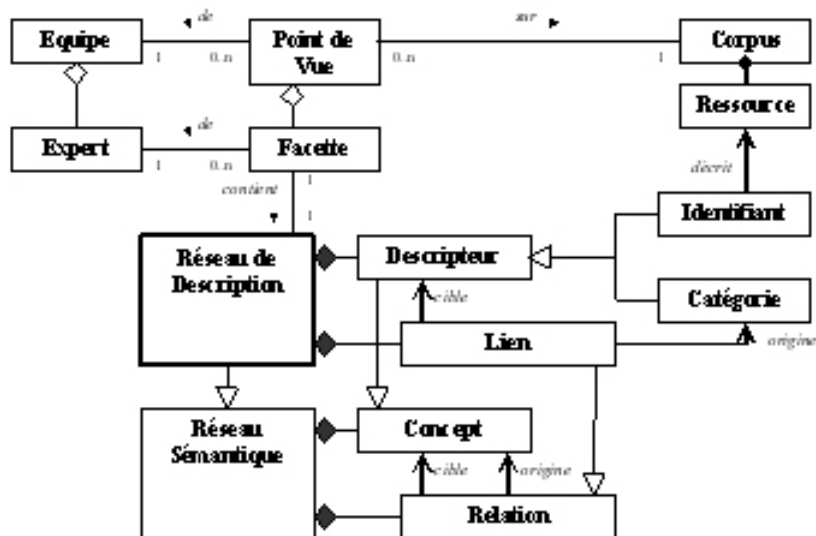 de
sur
Equipe
Point de
Vue
Corpus
1
0..n
0..n
1
Ressource
de
Expert
Facette
1
0..n
1
décrit
contient
1
Identifiant
Réseau de
Description
Descripteur
cible
Catégorie
Lien
origine
Réseau
Sémantique
Concept
cible
origine
Relation